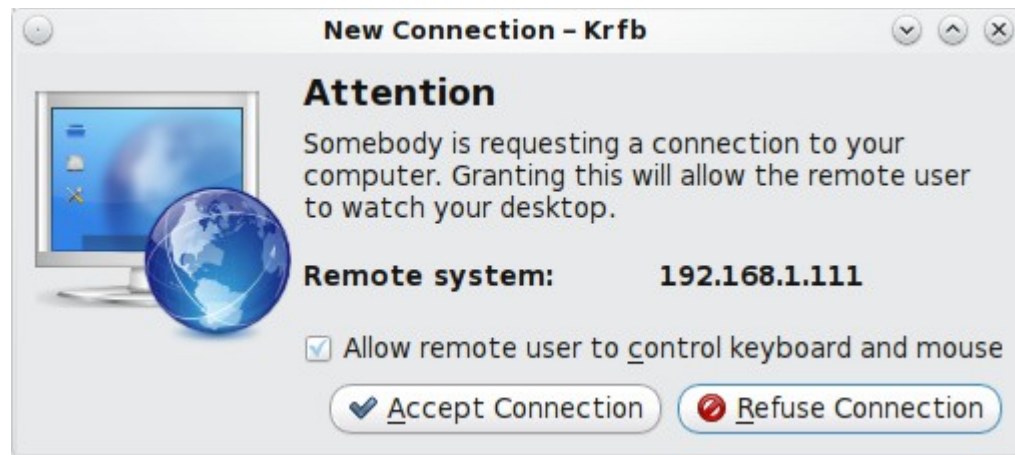 New Connection – Krfb
Attention
Somebody is requesting a connection to your
computer. Granting this will allow the remote user
to watch your desktop.
Remote system: 192.168.1.111
Allow remote user to control keyboard and mouse
Accept Connection Refuse Connection